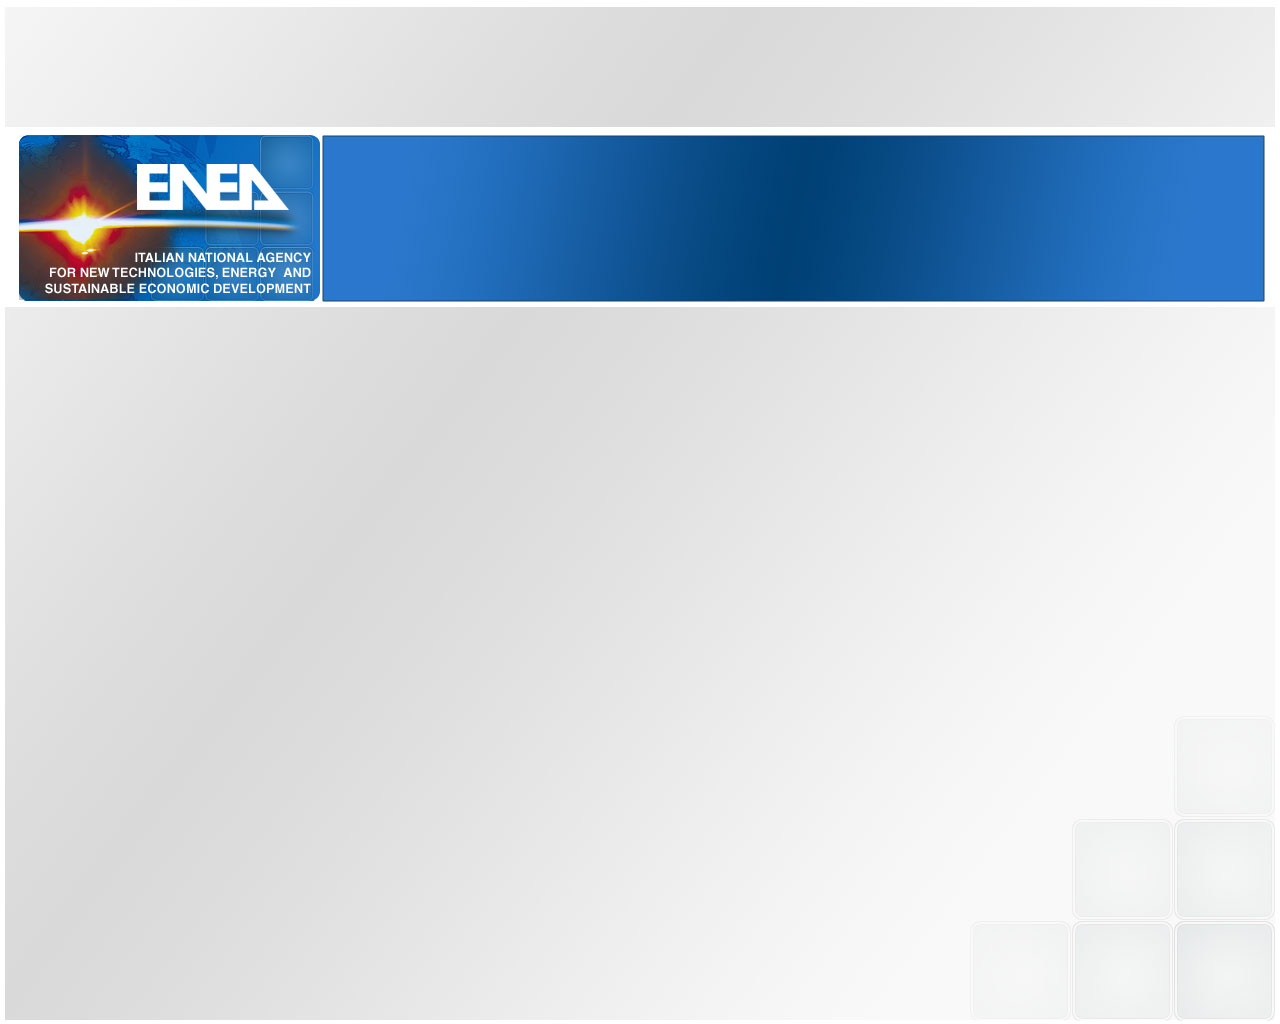 ENEA
ITALIAN NATIONAL AGENCY
FOR NEW TECHNOLOGIES, ENERGY AND
SUSTAINABLE ECONOMIC DEVELOPMENT